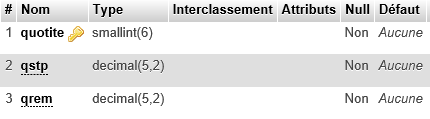 # Nom Type Interclassement Attributs Null Défaut
1 quotite smallint(6) Non Aucune
2 qstp decimal(5,2) Non Aucune
3 qrem decimal(5,2) Non Aucune